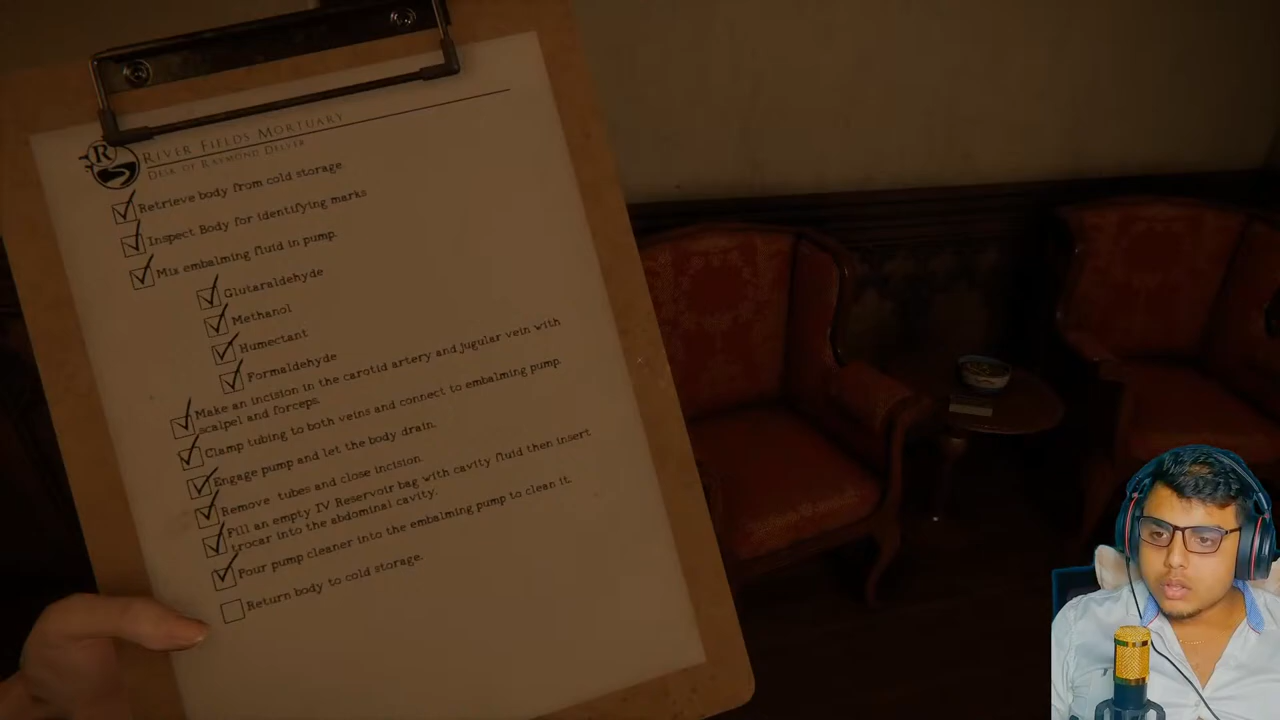 R
RIVER FIELDS MORTUARY
DESK OF RAYMOND DELVER
Retrieve body from cold storage
Inspect Body for identifying marks
Mix embalming fluid in pump.
Glutaraldehyde
Methanol
Humectant
Formaldehyde
Make an incision in the carotid artery and jugular vein with
scalpel and forceps.
Clamp tubing to both veins and connect to embalming pump.
Engage pump and let the body drain.
Remove tubes and close incision.
Fill an empty IV Reservoir bag with cavity fluid then insert
trocar into the abdominal cavity.
Pour pump cleaner into the embalming pump to clean it.
Return body to cold storage.